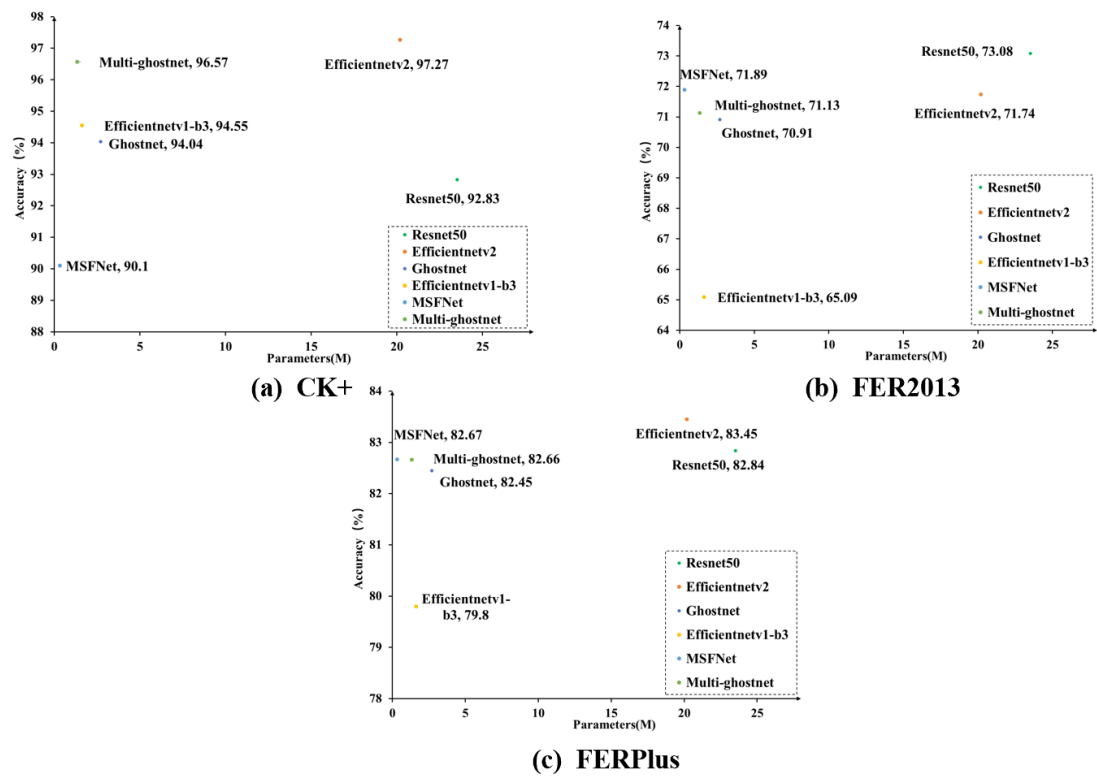 98
97
96
95
94
93
92
91
90
89
88
Accuracy (%)
Multi-ghostnet, 96.57
Efficientnetv2, 97.27
Efficientnetv1-b3, 94.55
Ghostnet, 94.04
Resnet50, 92.83
MSFNet, 90.1
Resnet50
Efficientnetv2
Ghostnet
Efficientnetv1-b3
MSFNet
Multi-ghostnet
0 5 10 15 20 25
Parameters(M)
(a) CK+
74
73
72
71
70
69
68
67
66
65
64
Accuracy (%)
Resnet50, 73.08
MSFNet, 71.89
Multi-ghostnet, 71.13
Efficientnetv2, 71.74
Ghostnet, 70.91
Efficientnetv1-b3, 65.09
Resnet50
Efficientnetv2
Ghostnet
Efficientnetv1-b3
MSFNet
Multi-ghostnet
0 5 10 15 20 25
Parameters(M)
(b) FER2013
84
83
82
81
80
79
78
Accuracy (%)
MSFNet, 82.67
Efficientnetv2, 83.45
Multi-ghostnet, 82.66
Resnet50, 82.84
Ghostnet, 82.45
Efficientnetv1-
b3, 79.8
Resnet50
Efficientnetv2
Ghostnet
Efficientnetv1-b3
MSFNet
Multi-ghostnet
0 5 10 15 20 25
Parameters(M)
(c) FERPlus